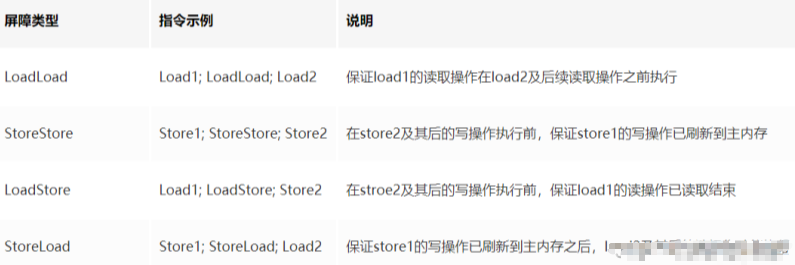 屏障类型 指令示例 说明
LoadLoad Load1; LoadLoad; Load2 保证load1的读取操作在load2及后续读取操作之前执行
StoreStore Store1; StoreStore; Store2 在store2及其后的写操作执行前，保证store1的写操作已刷新到主内存
LoadStore Load1; LoadStore; Store2 在stroe2及其后的写操作执行前，保证load1的读操作已读取结束
StoreLoad Store1; StoreLoad; Load2 保证store1的写操作已刷新到主内存之后，